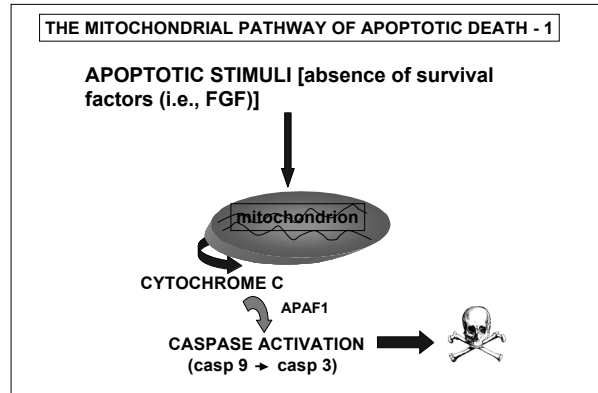 THE MITOCHONDRIAL PATHWAY OF APOPTOTIC DEATH - 1
APOPTOTIC STIMULI [absence of survival
factors (i.e., FGF)]
mitochondrion
CYTOCHROME C
APAF1
CASPASE ACTIVATION
(casp 9 → casp 3)